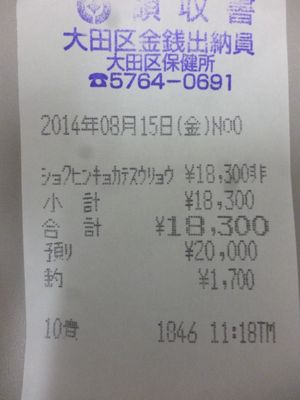 領収書
大田区金銭出納員
大田区保健所
☎5764-0691
2014年08月15日(金)No0
ショクヒンキョカテスウリョウ ¥18,300非
小 計 ¥18,300
合 計 ¥18,300
預り ¥20,000
釣 ¥1,700
10責 1046 11:18TM